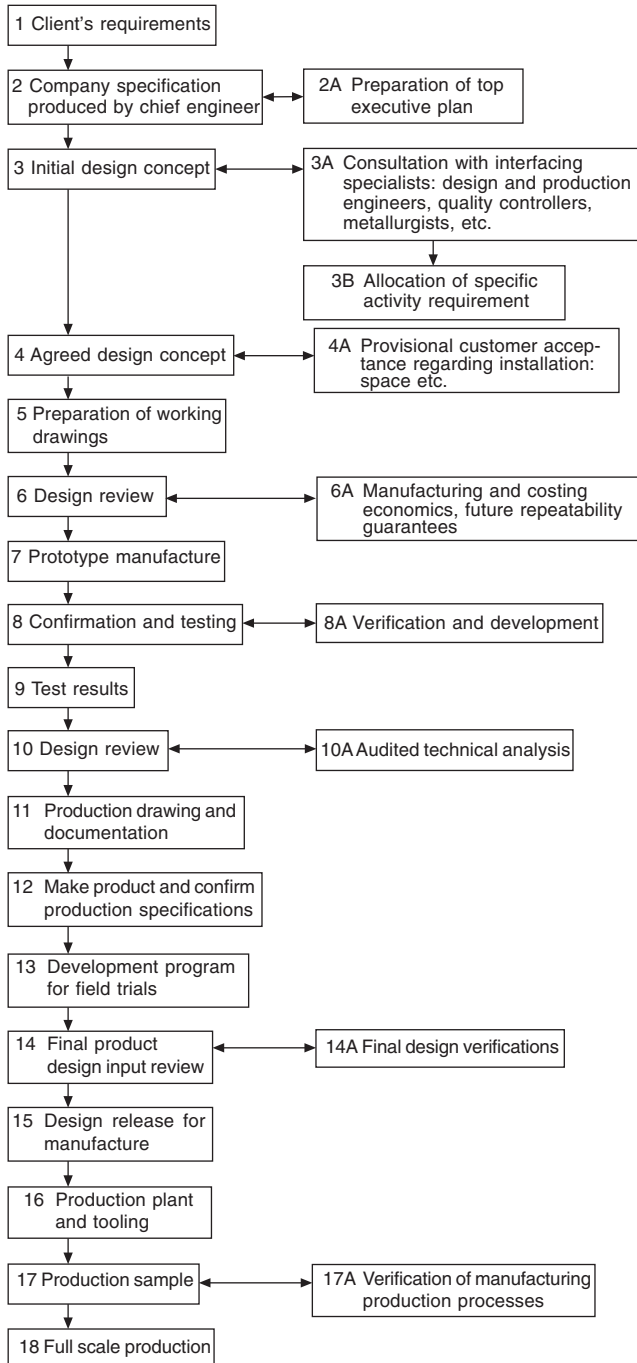 1 Client's requirements
2 Company specification
produced by chief engineer
2A Preparation of top
executive plan
3 Initial design concept
3A Consultation with interfacing
specialists: design and production
engineers, quality controllers,
metallurgists, etc.
3B Allocation of specific
activity requirement
4 Agreed design concept
4A Provisional customer accep-
tance regarding installation:
space etc.
5 Preparation of working
drawings
6 Design review
6A Manufacturing and costing
economics, future repeatability
guarantees
7 Prototype manufacture
8 Confirmation and testing
8A Verification and development
9 Test results
10 Design review
10A Audited technical analysis
11 Production drawing and
documentation
12 Make product and confirm
production specifications
13 Development program
for field trials
14 Final product
design input review
14A Final design verifications
15 Design release for
manufacture
16 Production plant
and tooling
17 Production sample
17A Verification of manufacturing
production processes
18 Full scale production